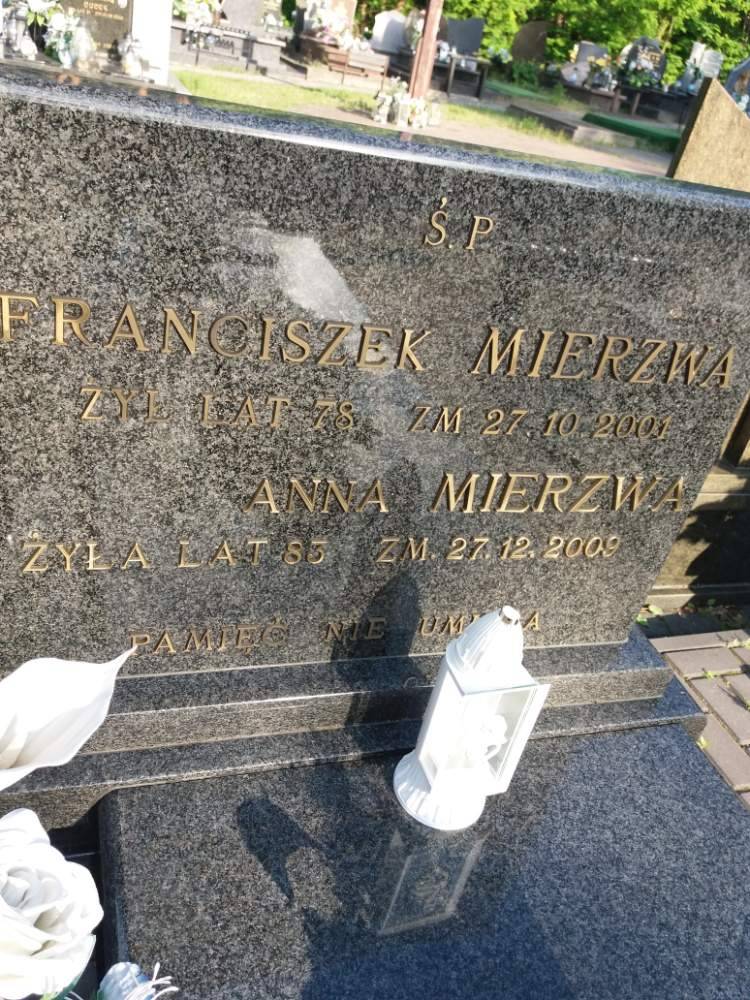 Ś.P
FRANCISZEK MIERZWA
ŻYŁ LAT 78 ZM 27 10 2001
ANNA MIERZWA
ŻYŁA LAT 85 ZM. 27.12.2009
PAMIĘĆ NIE